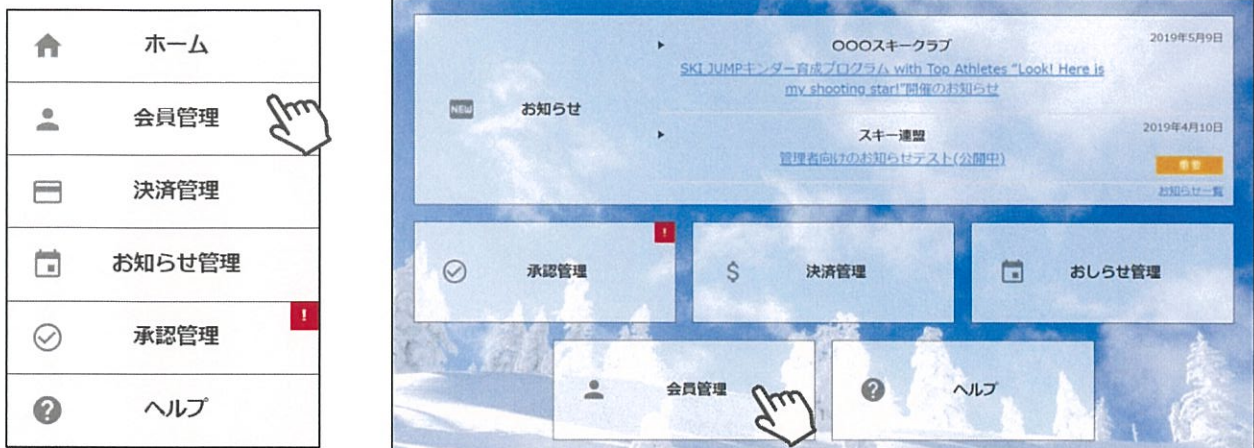 ホーム
会員管理
決済管理
お知らせ管理
!
承認管理
ヘルプ
NEW
お知らせ
〇〇〇スキークラブ
2019年5月9日
SKI JUMPキンダー育成プログラム with Top Athletes "Look! Here is
my shooting star!"開催のお知らせ
スキー連盟
2019年4月10日
管理者向けのお知らせテスト(公開中)
重要
お知らせ一覧
!
承認管理
$
決済管理
おしらせ管理
会員管理
?
ヘルプ